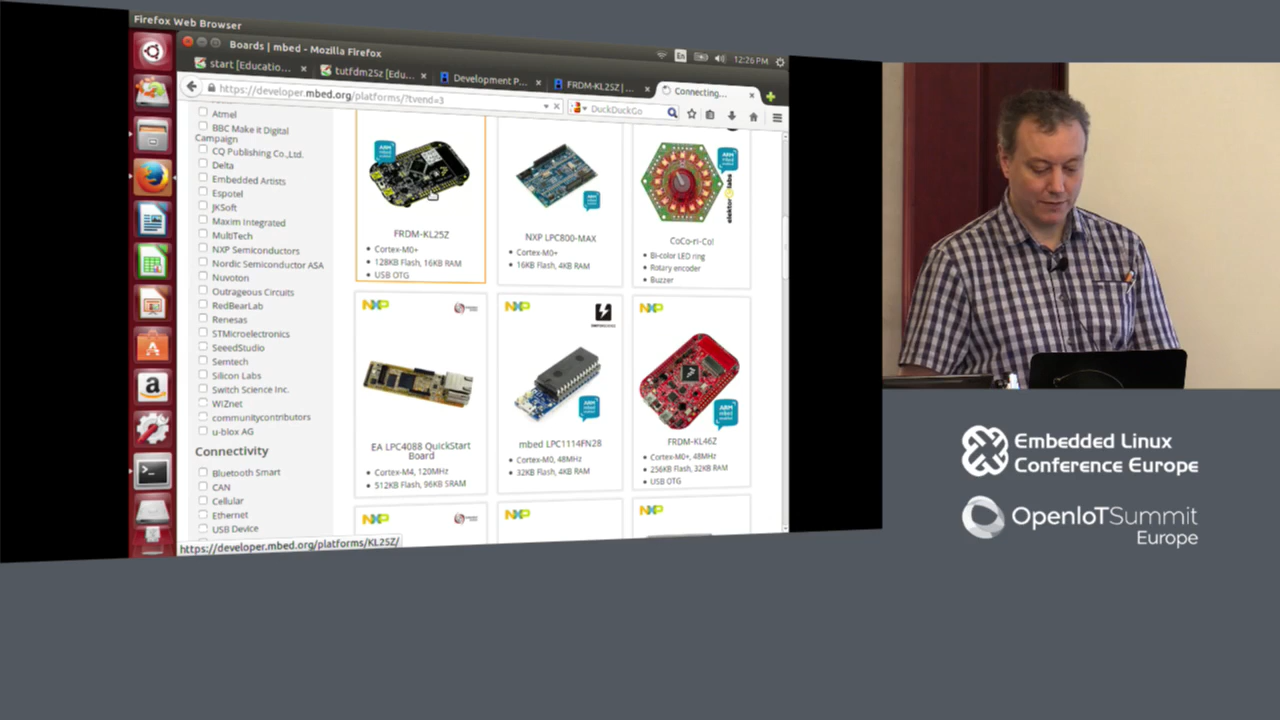 Firefox Web Browser
Boards | mbed - Mozilla Firefox
En
12:26 PM
start [Educatio...
tutfdm25z [Edu...
Development P...
FRDM-KL25Z | ...
Connecting...
https://developer.mbed.org/platforms/?tvend=3
DuckDuckGo
Atmel
BBC Make it Digital
Campaign
CQ Publishing Co.,Ltd.
Delta
Embedded Artists
Espotel
JKSoft
Maxim Integrated
MultiTech
NXP Semiconductors
Nordic Semiconductor ASA
Nuvoton
Outrageous Circuits
RedBearLab
Renesas
STMicroelectronics
SeeedStudio
Semtech
Silicon Labs
Switch Science Inc.
WIZnet
communitycontributors
u-blox AG
Connectivity
Bluetooth Smart
CAN
Cellular
Ethernet
USB Device
https://developer.mbed.org/platforms/KL25Z/
ARM
mbed
FRDM-KL25Z
• Cortex-M0+
• 128KB Flash, 16KB RAM
• USB OTG
NXP LPC800-MAX
• Cortex-M0+
• 16KB Flash, 4KB RAM
elektor labs
CoCo-ri-Co!
• Bi-color LED ring
• Rotary encoder
• Buzzer
NXP
EA LPC4088 QuickStart
Board
• Cortex-M4, 120MHz
• 512KB Flash, 96KB SRAM
NXP
mbed LPC1114FN28
• Cortex-M0, 48MHz
• 32KB Flash, 4KB RAM
NXP
ARM
mbed
FRDM-KL46Z
• Cortex-M0+, 48MHz
• 256KB Flash, 32KB RAM
• USB OTG
NXP
NXP
NXP
Embedded Linux
Conference Europe
OpenIoTSummit
Europe